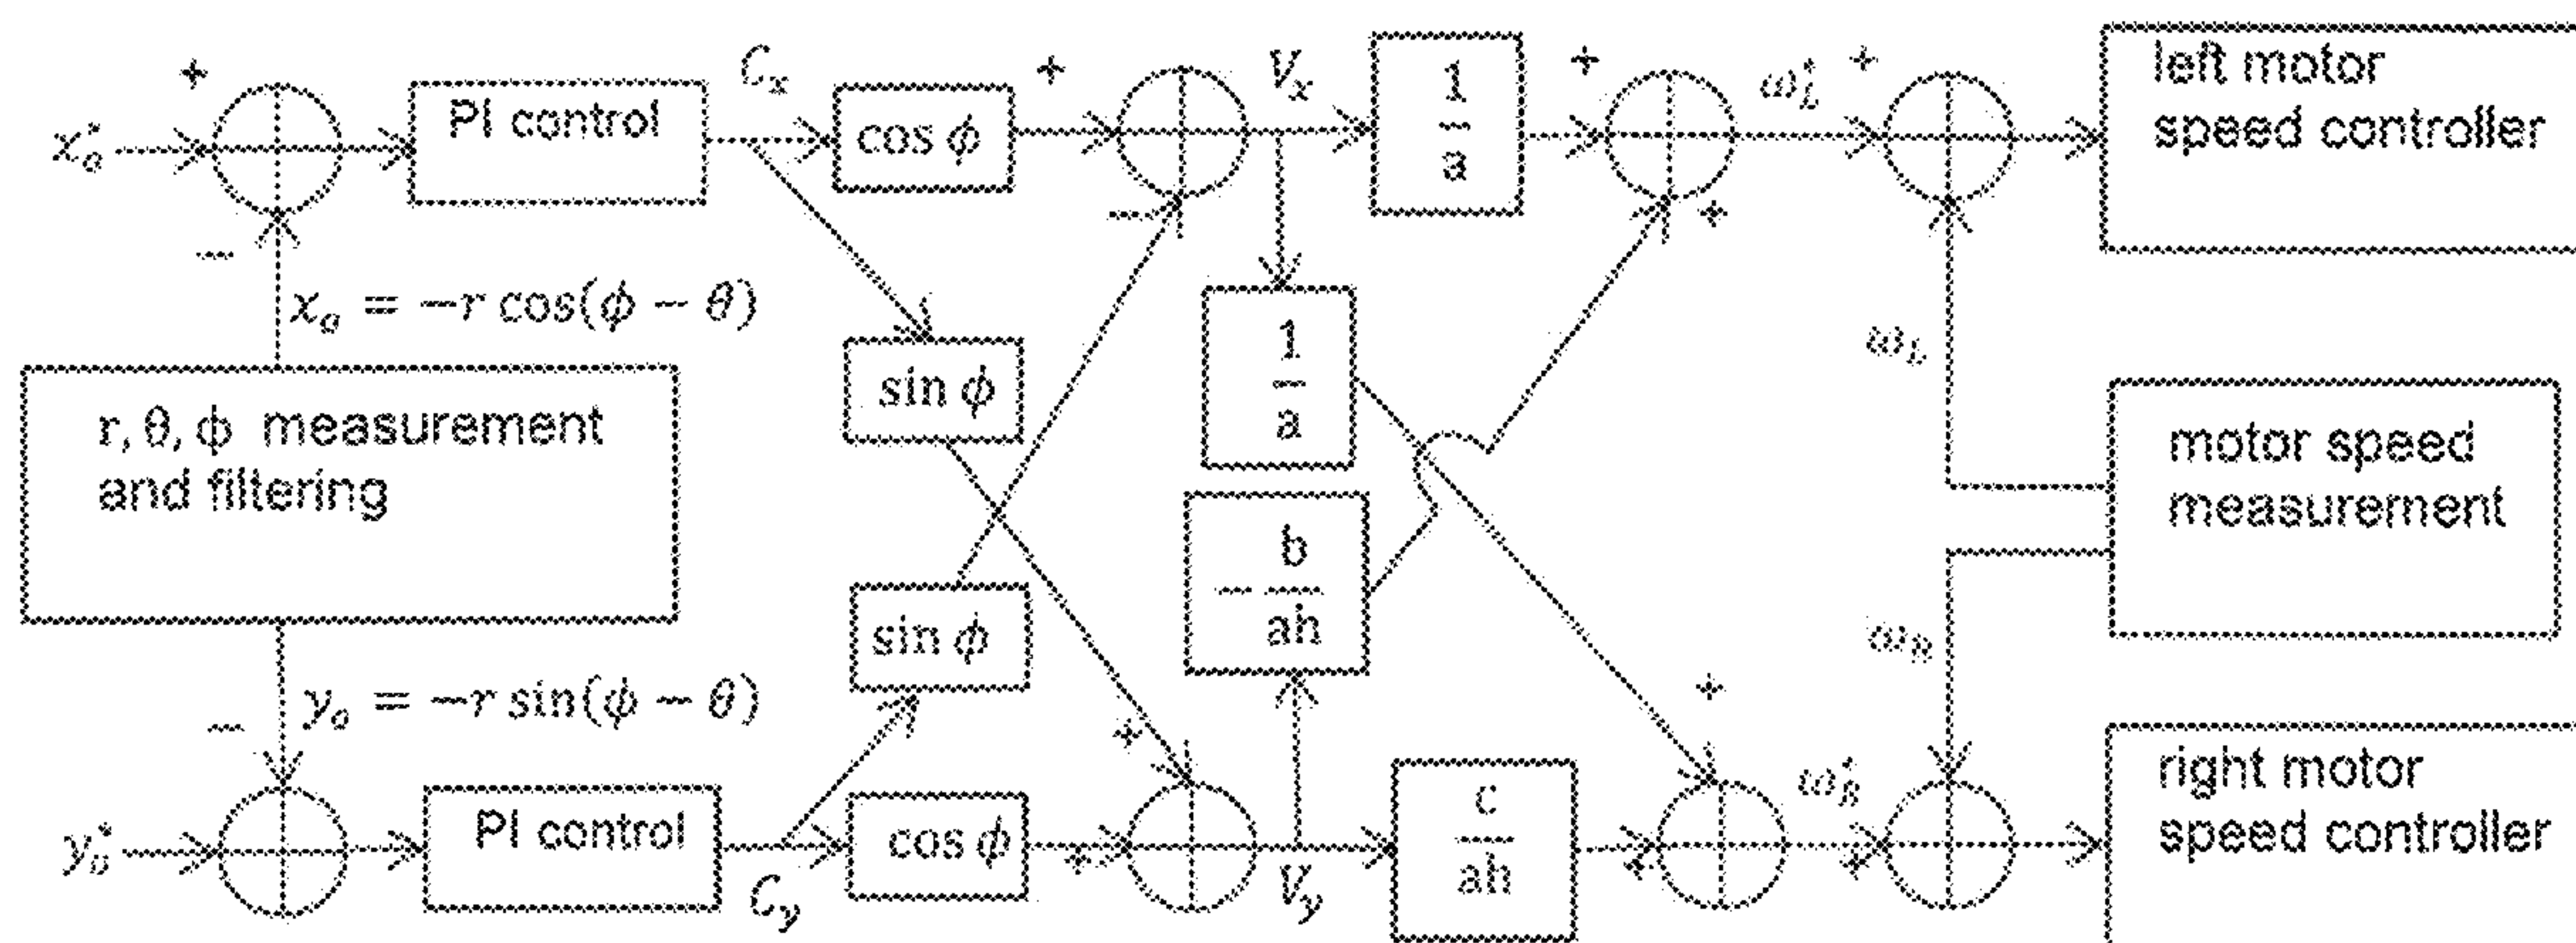 +
C_x
+
V_x
+
ω_L^*
+
left motor
speed controller
x_o^*
PI control
cos ϕ
1
a
−
−
+
x_o = −r cos(ϕ − θ)
1
a
ω_L
sin ϕ
r, θ, ϕ measurement
and filtering
motor speed
measurement
− b
ah
sin ϕ
ω_R
y_o = −r sin(ϕ − θ)
−
+
+
right motor
speed controller
y_o^*
PI control
C_y
cos ϕ
+
V_y
c
ah
+
ω_R^*
+